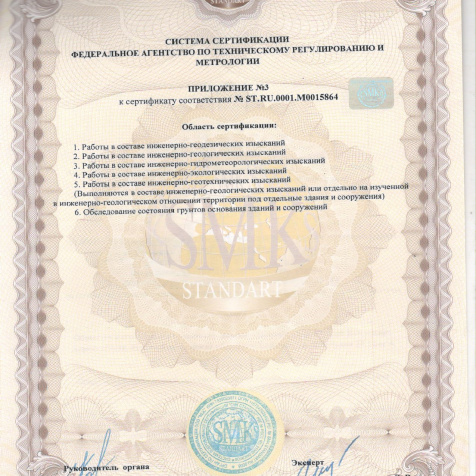 СИСТЕМА СЕРТИФИКАЦИИ
ФЕДЕРАЛЬНОЕ АГЕНТСТВО ПО ТЕХНИЧЕСКОМУ РЕГУЛИРОВАНИЮ И
МЕТРОЛОГИИ
ПРИЛОЖЕНИЕ №3
к сертификату соответствия № ST.RU.0001.M0015864
Область сертификации:
1. Работы в составе инженерно-геодезических изысканий
2. Работы в составе инженерно-геологических изысканий
3. Работы в составе инженерно-гидрометеорологических изысканий
4. Работы в составе инженерно-экологических изысканий
5. Работы в составе инженерно-геотехнических изысканий
(Выполняются в составе инженерно-геологических изысканий или отдельно на изученной
в инженерно-геологическом отношении территории под отдельные здания и сооружения)
6. Обследование состояния грунтов основания зданий и сооружений
SMK
STANDART
SMK
Руководитель органа
Эксперт